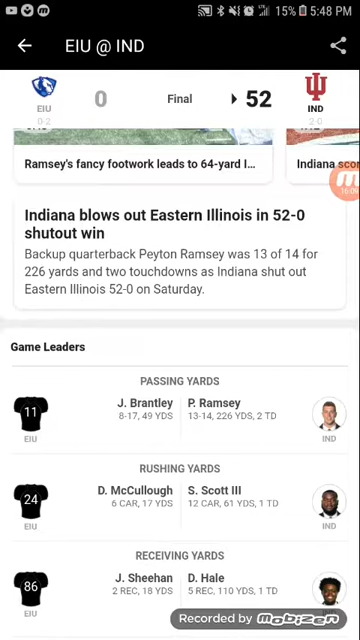 15% 5:48 PM
EIU @ IND
EIU
0-2
0
Final
52
IND
2-0
Ramsey's fancy footwork leads to 64-yard I…
Indiana scor
16:09
Indiana blows out Eastern Illinois in 52-0
shutout win
Backup quarterback Peyton Ramsey was 13 of 14 for
226 yards and two touchdowns as Indiana shut out
Eastern Illinois 52-0 on Saturday.
Game Leaders
PASSING YARDS
11
EIU
J. Brantley
8-17, 49 YDS
P. Ramsey
13-14, 226 YDS, 2 TD
IND
RUSHING YARDS
24
EIU
D. McCullough
6 CAR, 17 YDS
S. Scott III
12 CAR, 61 YDS, 1 TD
IND
RECEIVING YARDS
86
EIU
J. Sheehan
2 REC, 18 YDS
D. Hale
5 REC, 110 YDS, 1 TD
IND
Recorded by mobizen